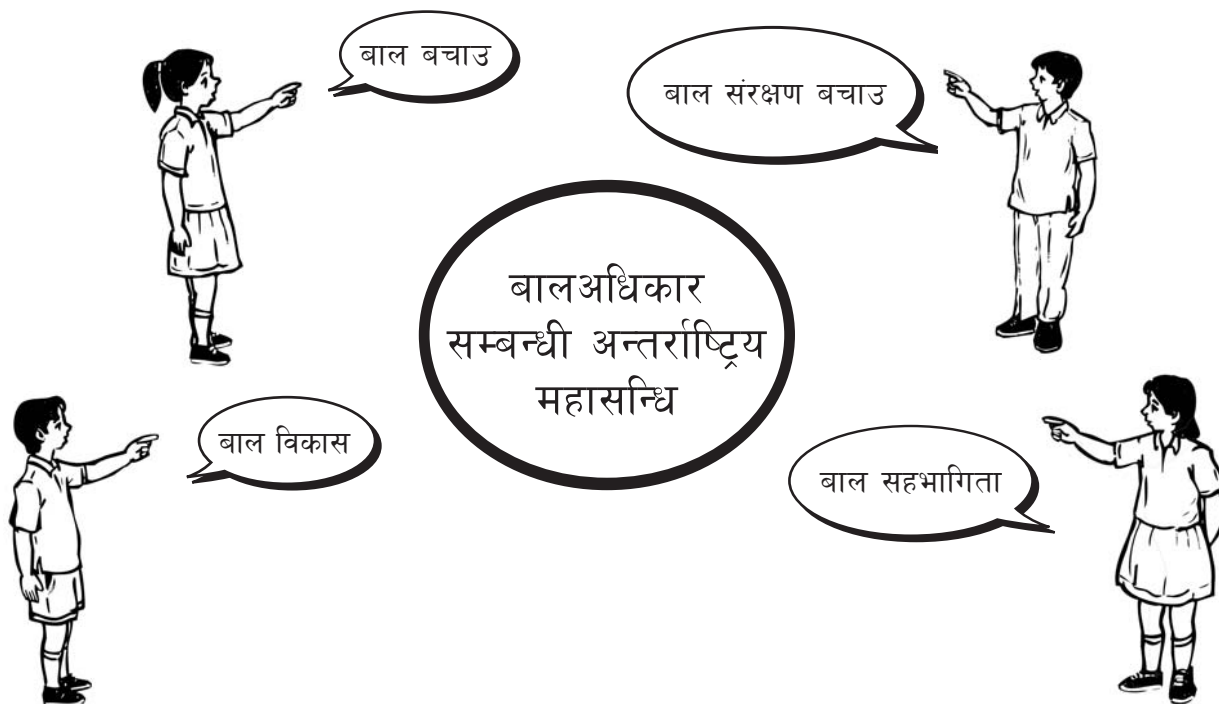 बाल बचाउ
बाल संरक्षण बचाउ
बालअधिकार
सम्बन्धी अन्तर्राष्ट्रिय
महासन्धि
बाल विकास
बाल सहभागिता